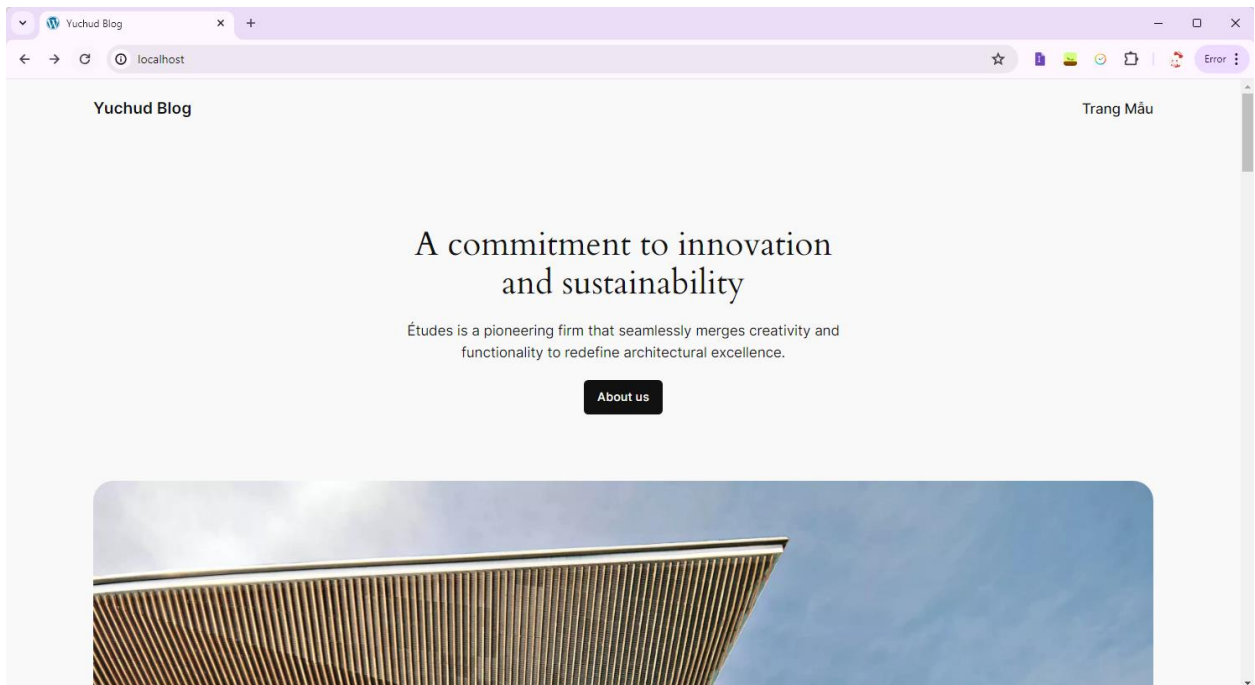 Yuchud Blog
localhost
Error
Yuchud Blog
Trang Mẫu
A commitment to innovation
and sustainability
Études is a pioneering firm that seamlessly merges creativity and
functionality to redefine architectural excellence.
About us